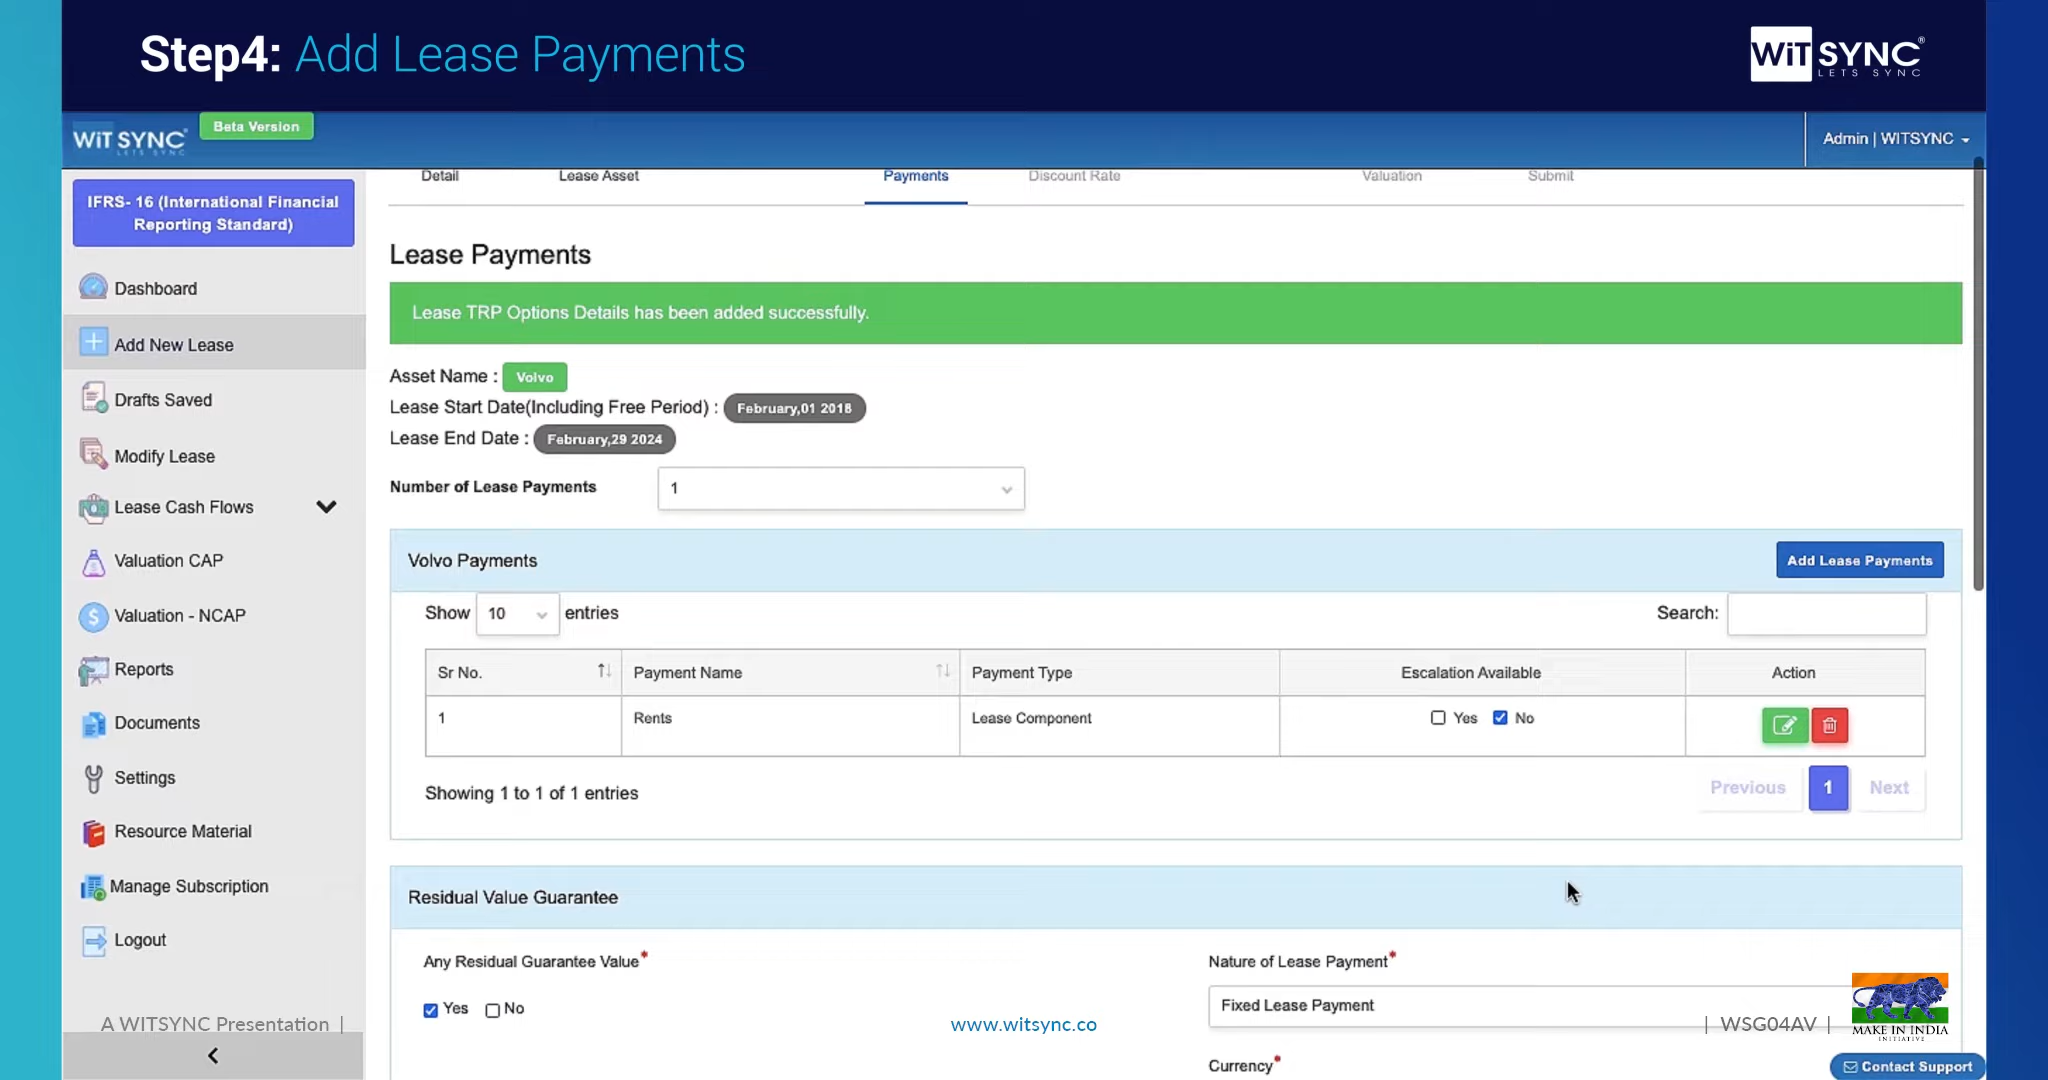 Step4: Add Lease Payments
WiT SYNC®
LETS SYNC
WiT SYNC®
LETS SYNC
Beta Version
Admin | WITSYNC
IFRS- 16 (International Financial
Reporting Standard)
Dashboard
Add New Lease
Drafts Saved
Modify Lease
Lease Cash Flows
Valuation CAP
Valuation - NCAP
Reports
Documents
Settings
Resource Material
Manage Subscription
Logout
Detail Lease Asset Payments Discount Rate Valuation Submit
Lease Payments
Lease TRP Options Details has been added successfully.
Asset Name : Volvo
Lease Start Date(Including Free Period) : February,01 2018
Lease End Date : February,29 2024
Number of Lease Payments 1
Volvo Payments Add Lease Payments
Show 10 entries Search:
Sr No. Payment Name Payment Type Escalation Available Action
1 Rents Lease Component Yes No
Showing 1 to 1 of 1 entries Previous 1 Next
Residual Value Guarantee
Any Residual Guarantee Value* Nature of Lease Payment*
Yes No Fixed Lease Payment
Currency*
A WITSYNC Presentation | www.witsync.co | WSG04AV |
MAKE IN INDIA
INITIATIVE
Contact Support